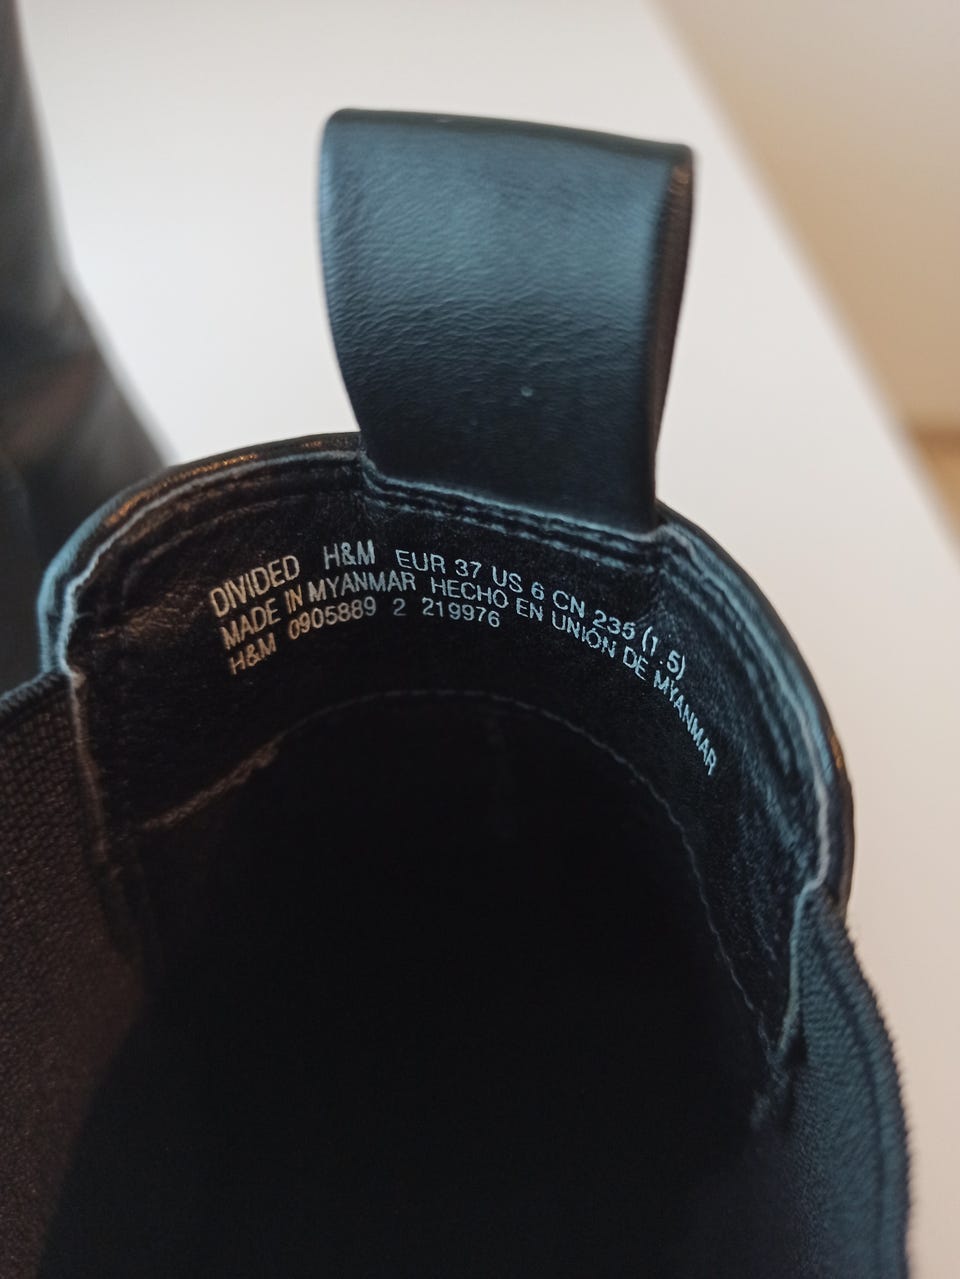 DIVIDED H&M EUR 37 US 6 CN 235 (1.5)
MADE IN MYANMAR HECHO EN UNIÓN DE MYANMAR
H&M 0905889 2 219976